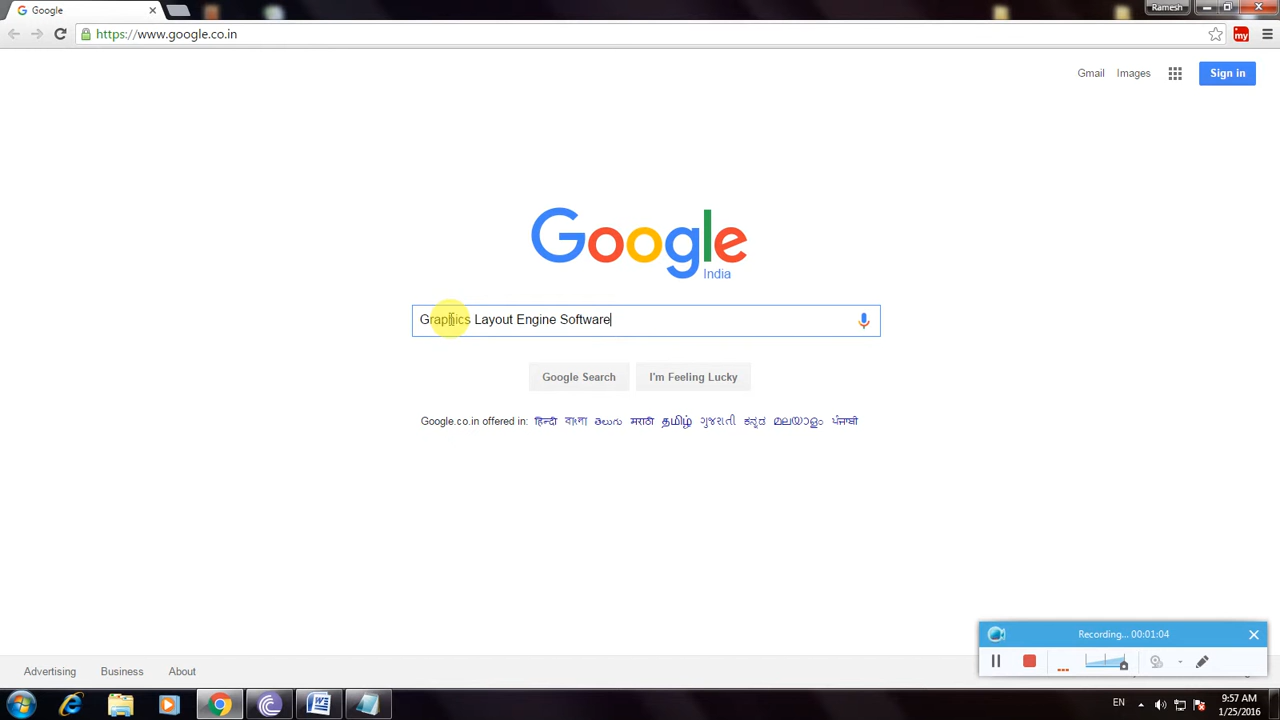 Google
Ramesh
https://www.google.co.in
my
Gmail Images
Sign in
Google
India
Graphics Layout Engine Software
Google Search I'm Feeling Lucky
Google.co.in offered in: हिन्दी বাংলা తెలుగు मराठी தமிழ் ગુજરાતી ಕನ್ನಡ മലയാളം ਪੰਜਾਬੀ
Recording... 00:01:04
Advertising Business About
EN
9:57 AM
1/25/2016